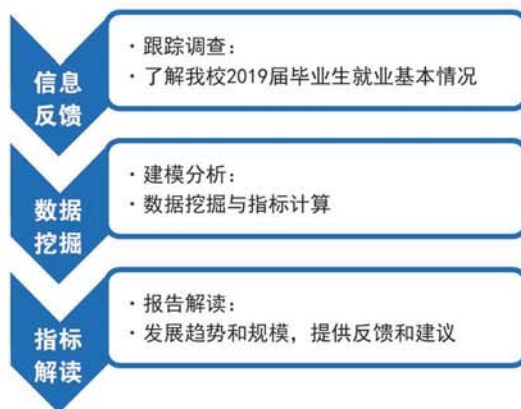 信息
反馈
· 跟踪调查：
· 了解我校2019届毕业生就业基本情况
数据
挖掘
· 建模分析：
· 数据挖掘与指标计算
指标
解读
· 报告解读：
· 发展趋势和规模，提供反馈和建议